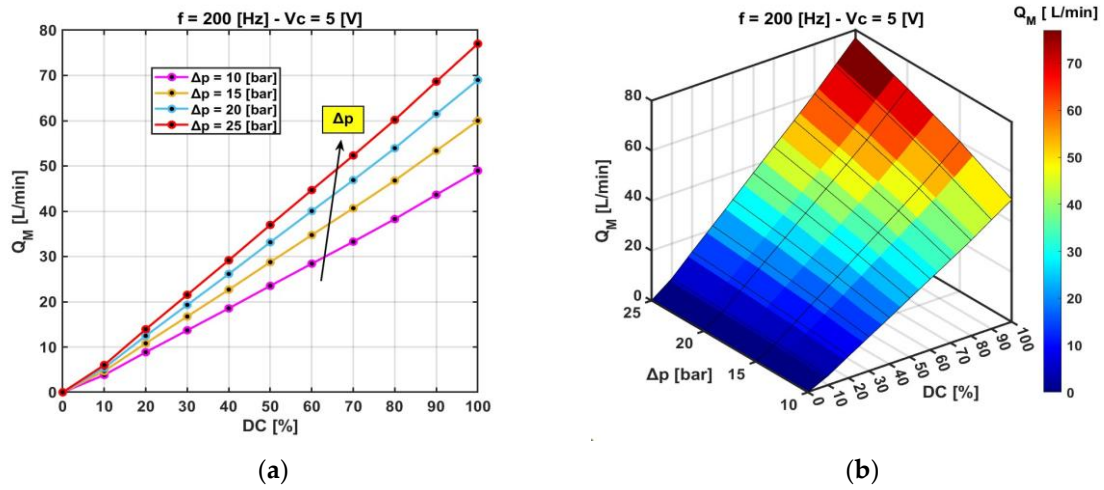 f = 200 [Hz] - Vc = 5 [V]
80
70
60
50
40
30
20
10
0
Q_M [L/min]
Δp = 10 [bar]
Δp = 15 [bar]
Δp = 20 [bar]
Δp = 25 [bar]
Δp
0 10 20 30 40 50 60 70 80 90 100
DC [%]
(a)
f = 200 [Hz] - Vc = 5 [V]
80
60
40
20
0
Q_M [L/min]
25
20
15
10
Δp [bar]
0 10 20 30 40 50 60 70 80 90 100
DC [%]
Q_M [ L/min]
70
60
50
40
30
20
10
0
(b)